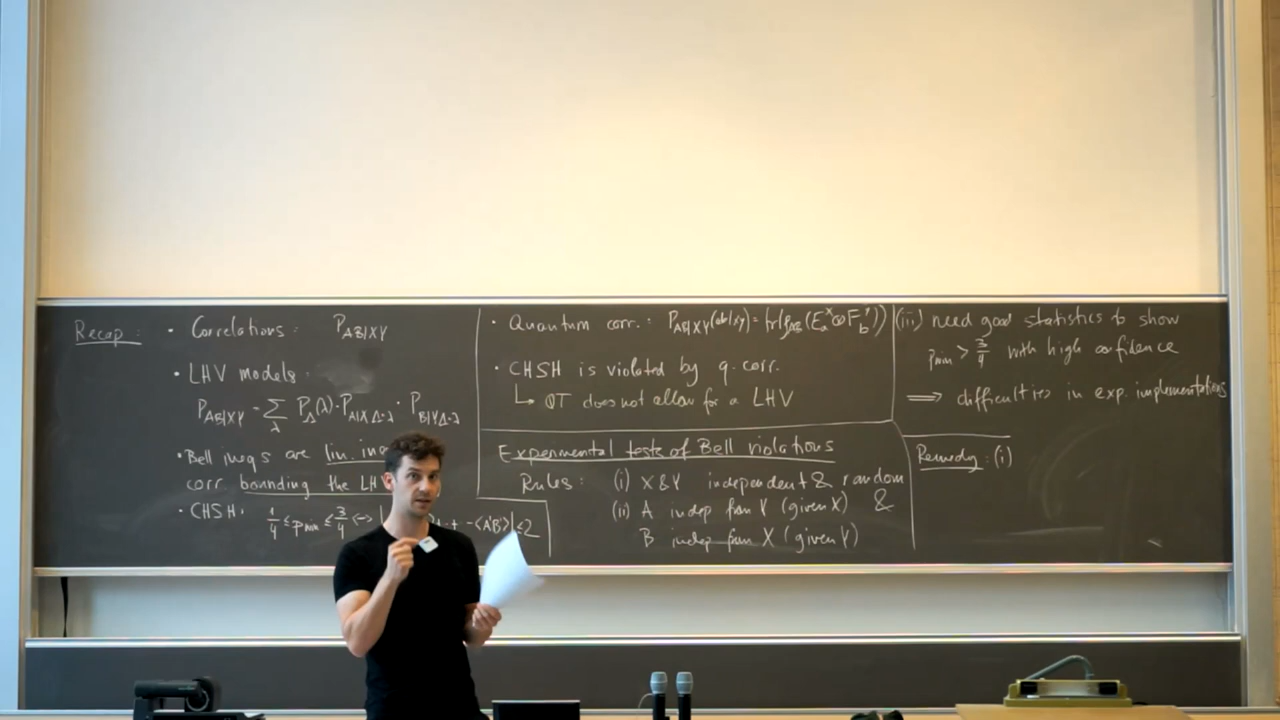 Recap: • Correlations: P_AB|XY
• LHV models:
P_AB|XY = Σ_λ P_Λ(λ)·P_A|X,Λ=λ · P_B|Y,Λ=λ
• Bell ineqs are lin. ine
corr bounding the LH
• CHSH: 1/4 ≤ p_win ≤ 3/4 <=> | -<A'B'>| ≤ 2
• Quantum corr.: P_AB|XY(ab|xy) = tr(ρ_AB(E_a^x ⊗ F_b^y))
• CHSH is violated by q. corr.
↳ QT does not allow for a LHV
Experimental tests of Bell violations
Rules: (i) X & Y independent & random
(ii) A indep from Y (given X) &
B indep from X (given Y)
(iii) need good statistics to show
p_win > 3/4 with high confidence
⟹ difficulties in exp. implementations
Remedy: (i)